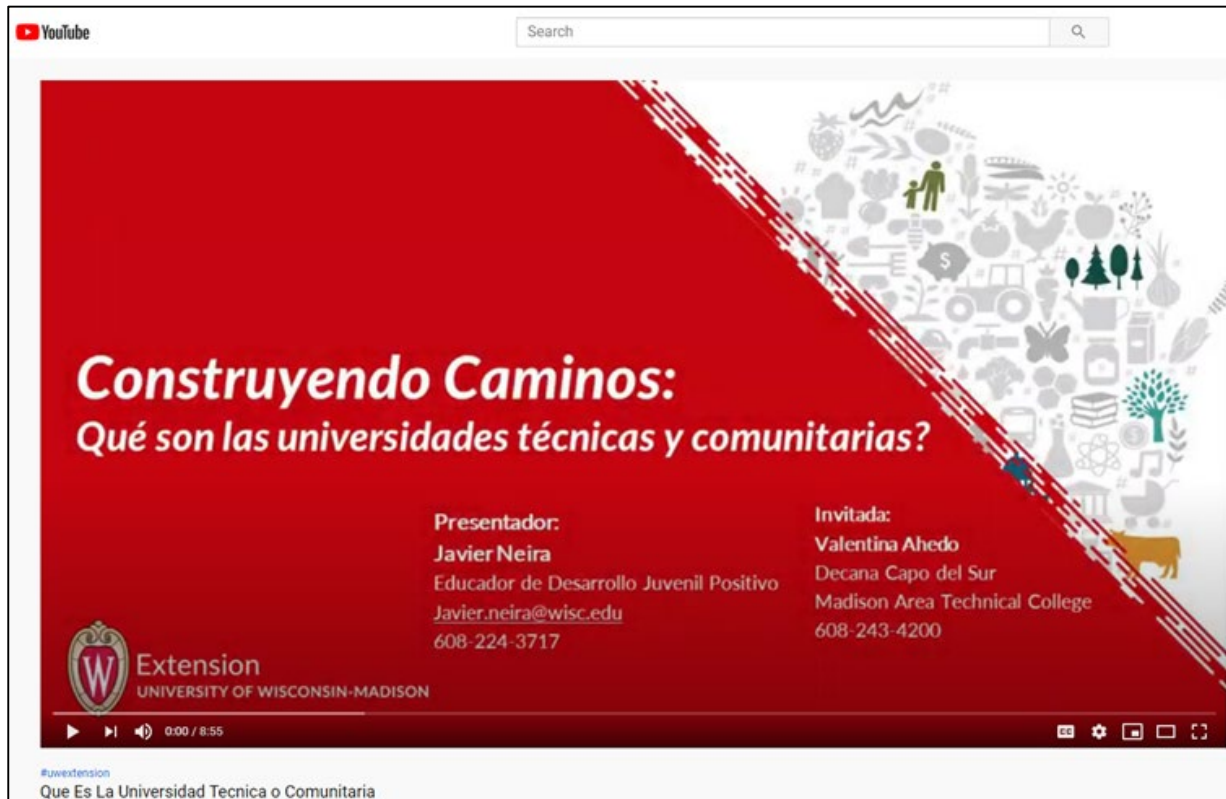 YouTube
Search
Construyendo Caminos:
Qué son las universidades técnicas y comunitarias?
Presentador:
Javier Neira
Educador de Desarrollo Juvenil Positivo
Javier.neira@wisc.edu
608-224-3717
Invitada:
Valentina Ahedo
Decana Capo del Sur
Madison Area Technical College
608-243-4200
W
Extension
UNIVERSITY OF WISCONSIN-MADISON
0:00 / 8:55
CC
#uwextension
Que Es La Universidad Tecnica o Comunitaria